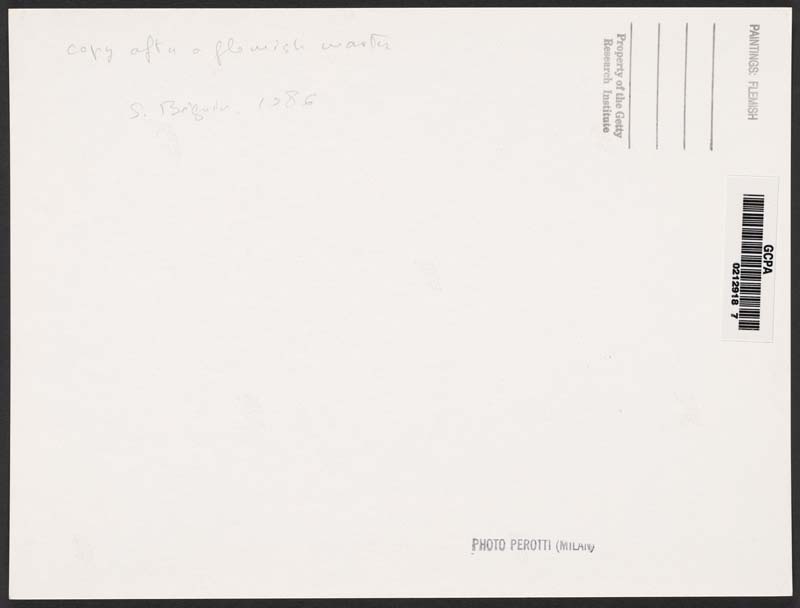 copy after a flemish master
S. Béguin. 1986
PAINTINGS: FLEMISH
Property of the Getty
Research Institute
GCPA
0212918 7
PHOTO PEROTTI (MILAN)